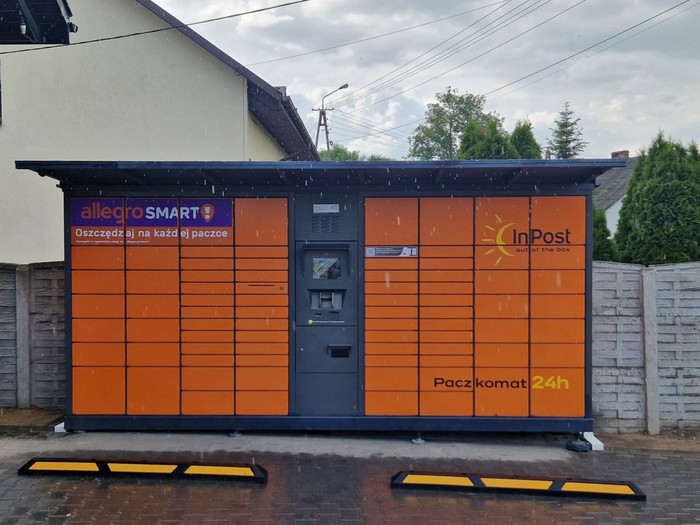 allegro SMART!
Oszczędzaj na każdej paczce
InPost
out of the box
Paczkomat 24h